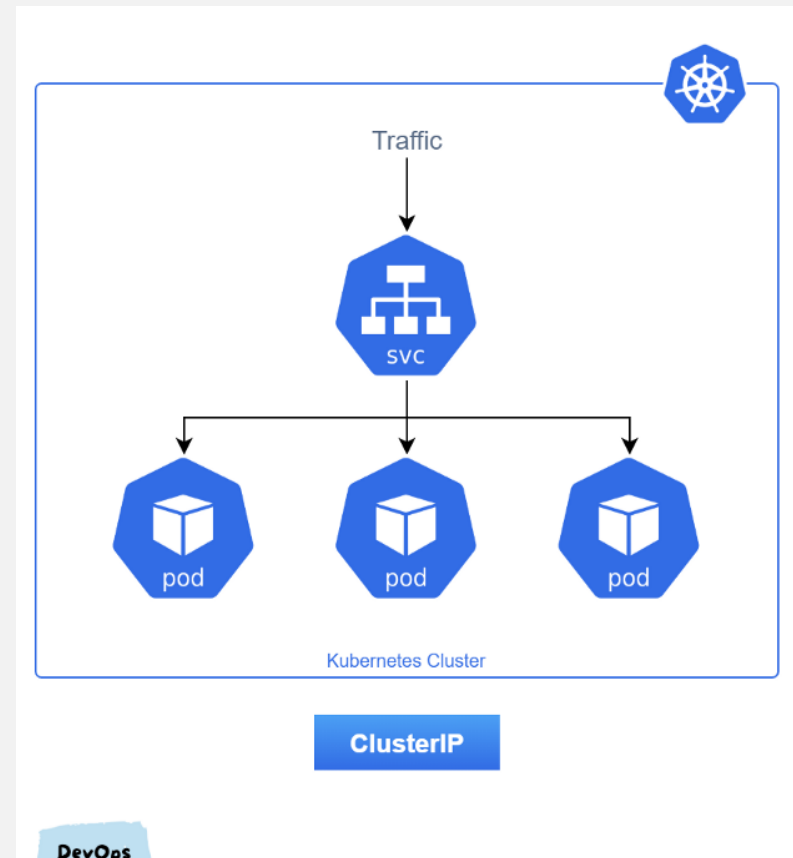 Traffic
svc
pod
pod
pod
Kubernetes Cluster
ClusterIP
DevOps